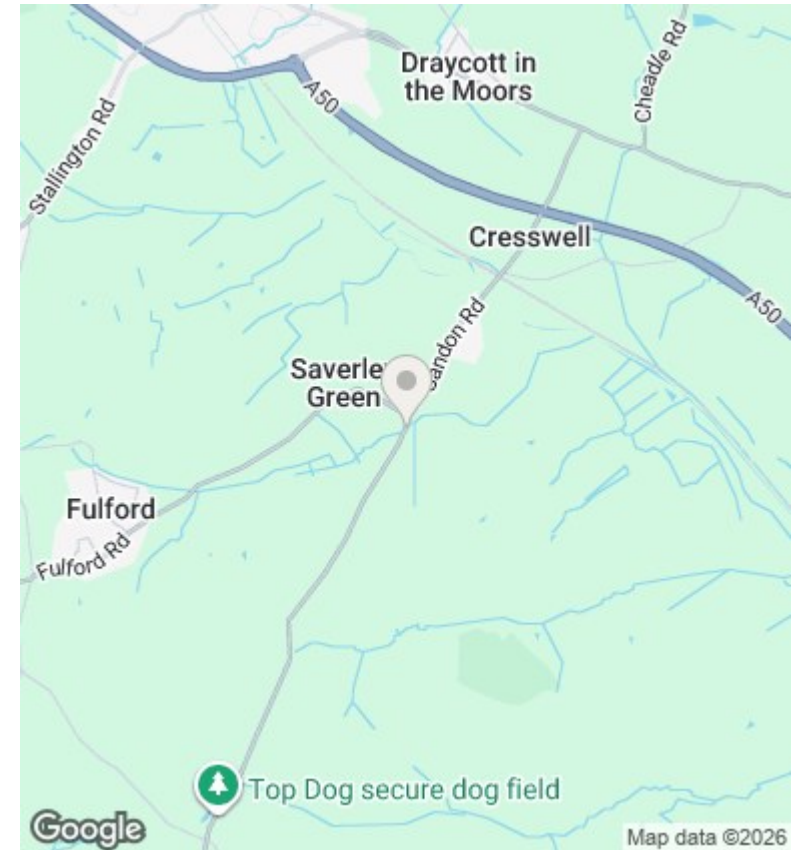 Draycott in
the Moors
Cheadle Rd
A50
Stallington Rd
Cresswell
A50
Sandon Rd
Green
Fulford
Fulford Rd
Top Dog secure dog field
Google
Map data ©2026